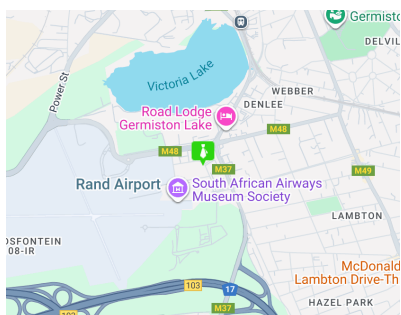 Germisto
DELVIL
Victoria Lake
Power St
WEBBER
DENLEE
Road Lodge
Germiston Lake
M48
M48
M37
M49
Rand Airport
South African Airways
Museum Society
LAMBTON
OSFONTEIN
08-IR
McDonald
Lambton Drive-Th
103
17
HAZEL PARK
103
M37